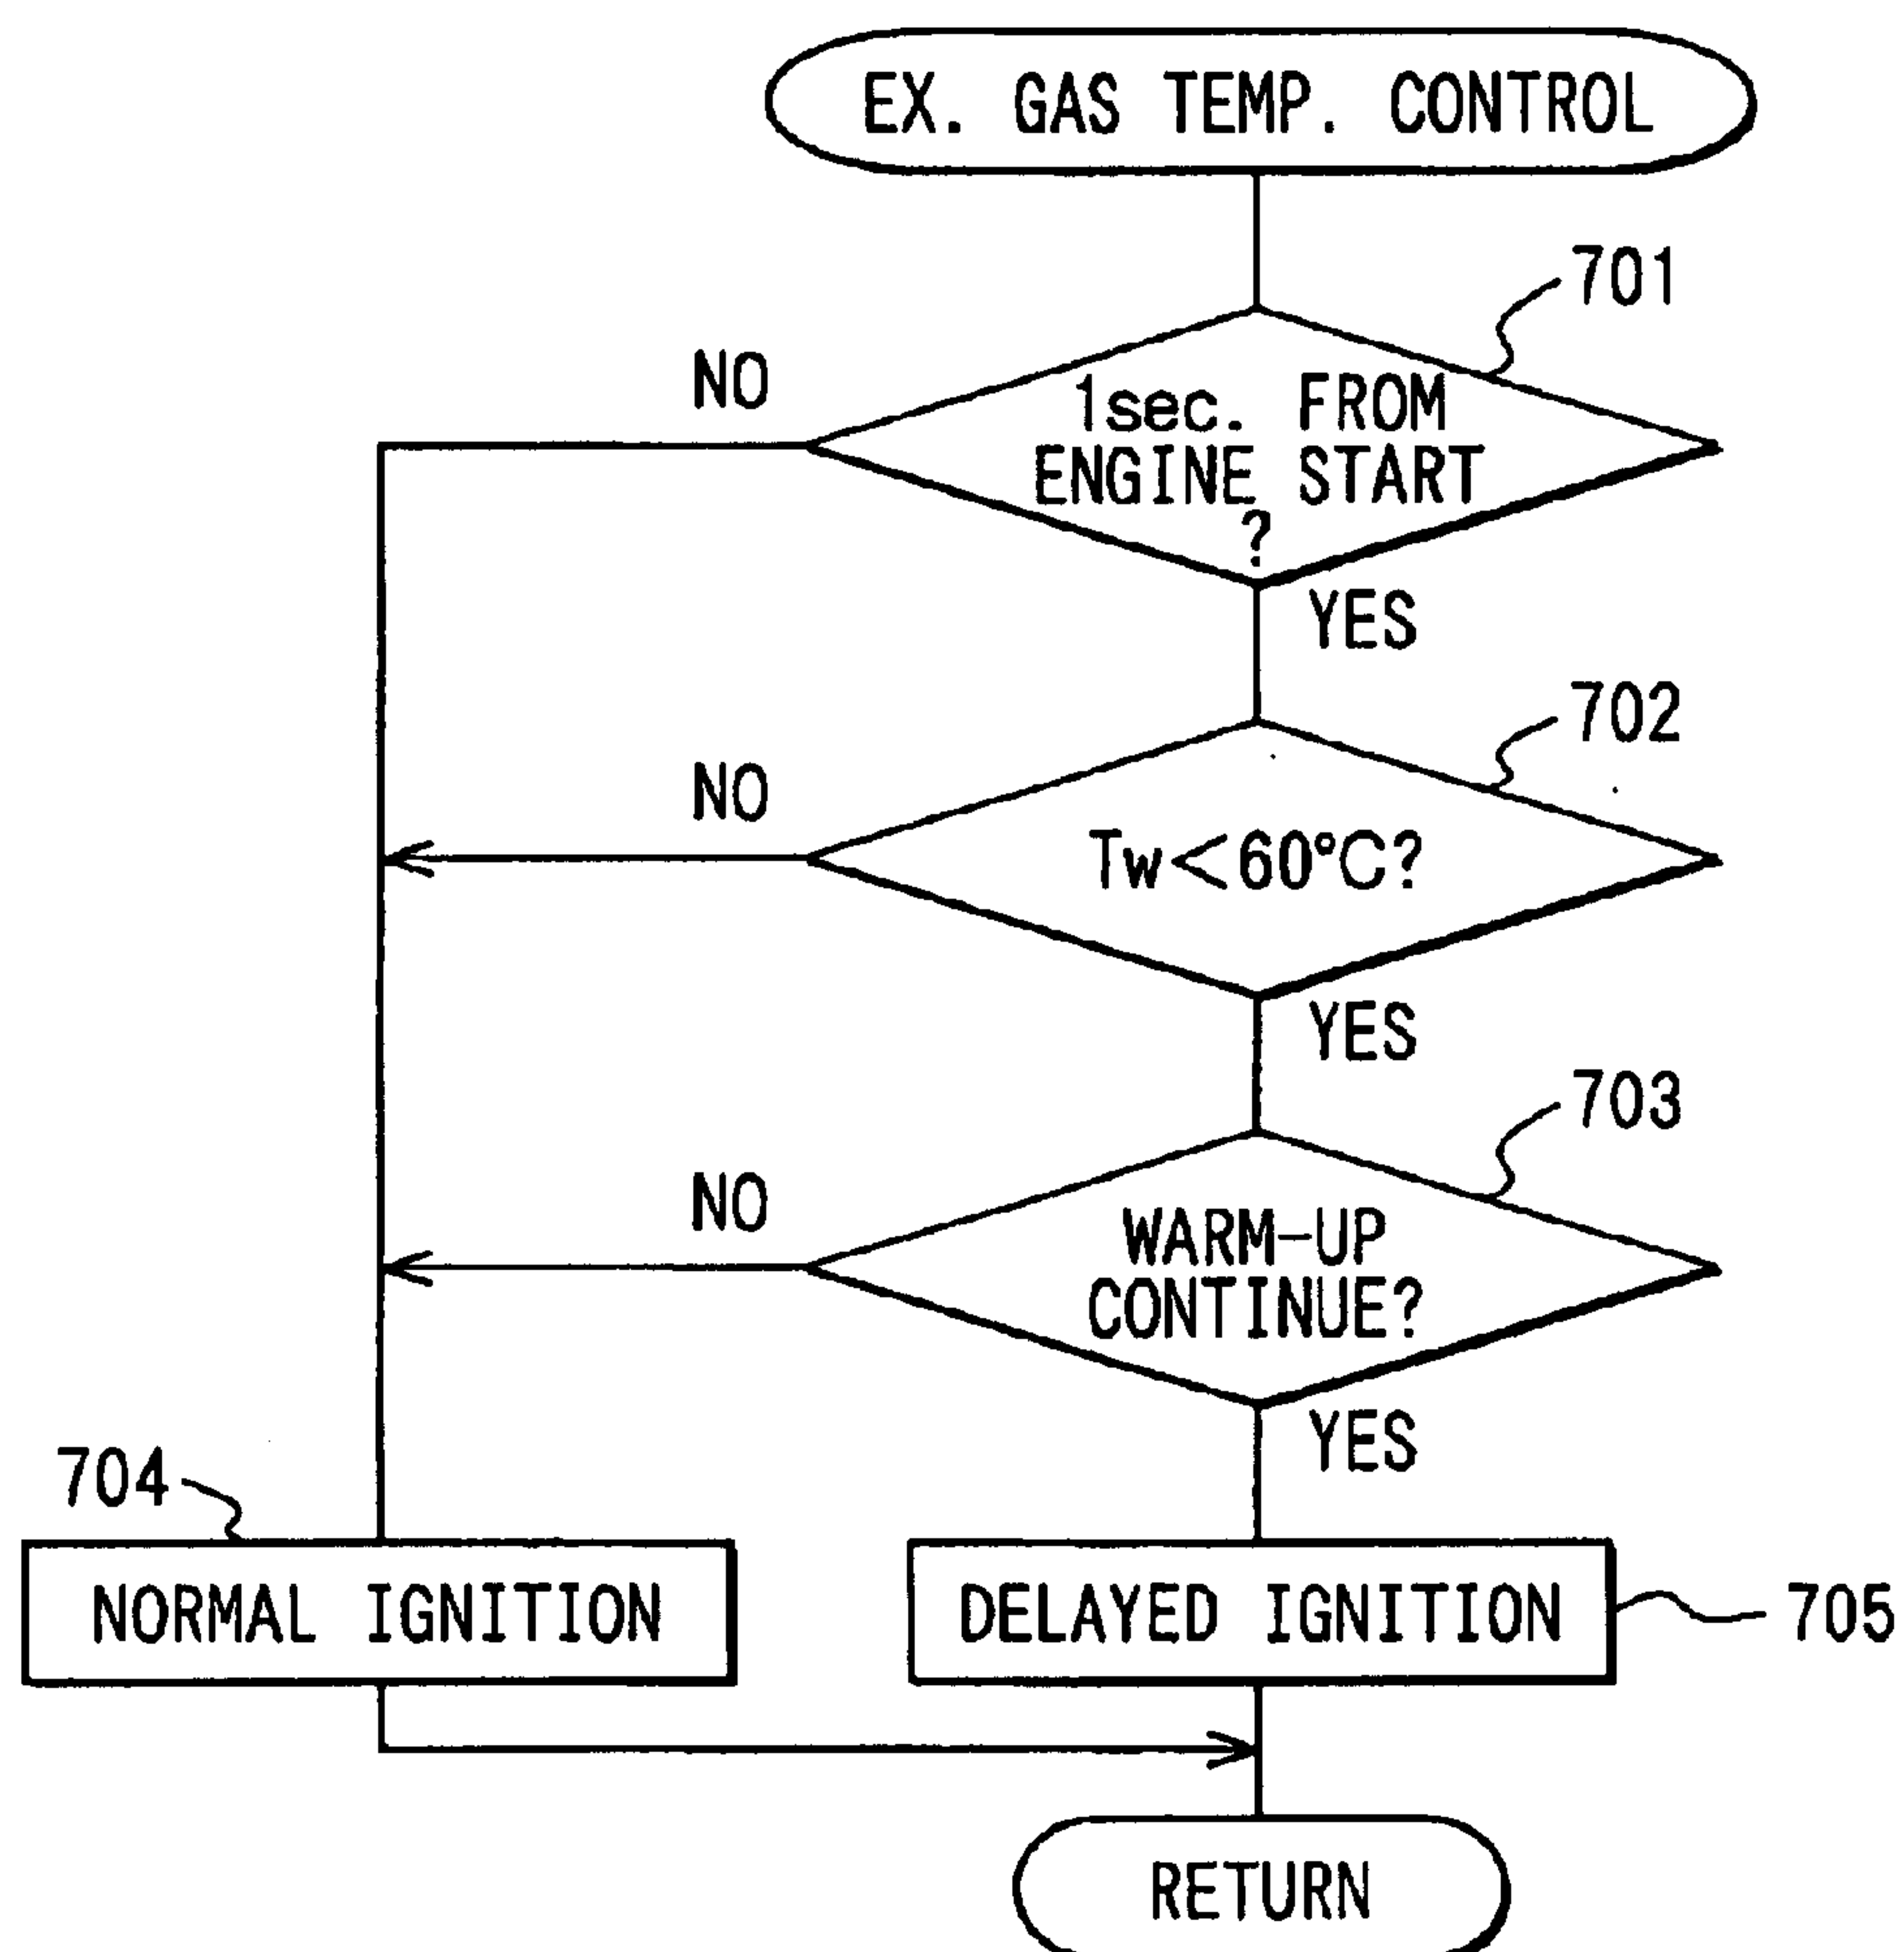 EX. GAS TEMP. CONTROL
701
NO
1sec. FROM
ENGINE START
?
YES
702
NO
Tw<60°C?
YES
703
NO
WARM-UP
CONTINUE?
YES
704
NORMAL IGNITION
DELAYED IGNITION
705
RETURN